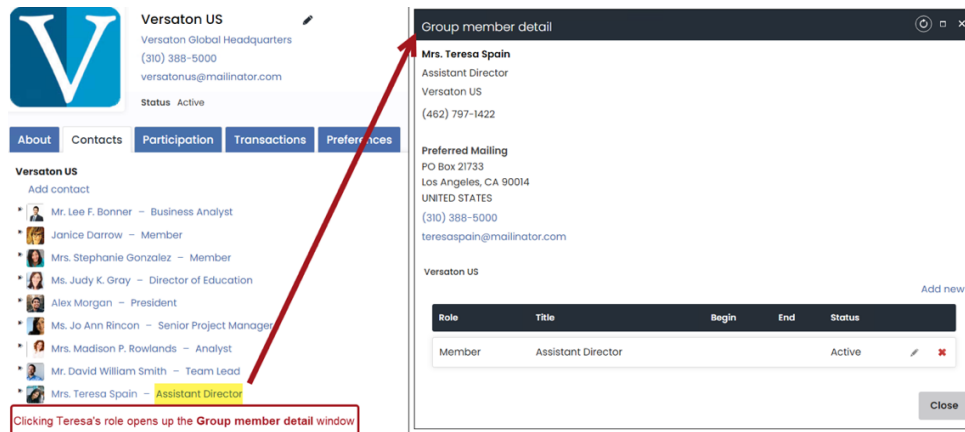 V
Versaton US
Versaton Global Headquarters
(310) 388-5000
versatonus@mailinator.com
Status Active
About Contacts Participation Transactions Preferences
Versaton US
Add contact
Mr. Lee F. Bonner – Business Analyst
Janice Darrow – Member
Mrs. Stephanie Gonzalez – Member
Ms. Judy K. Gray – Director of Education
Alex Morgan – President
Ms. Jo Ann Rincon – Senior Project Manager
Mrs. Madison P. Rowlands – Analyst
Mr. David William Smith – Team Lead
Mrs. Teresa Spain – Assistant Director
Clicking Teresa's role opens up the Group member detail window
Group member detail
Mrs. Teresa Spain
Assistant Director
Versaton US
(462) 797-1422
Preferred Mailing
PO Box 21733
Los Angeles, CA 90014
UNITED STATES
(310) 388-5000
teresaspain@mailinator.com
Versaton US
Add new
Role Title Begin End Status
Member Assistant Director Active
Close